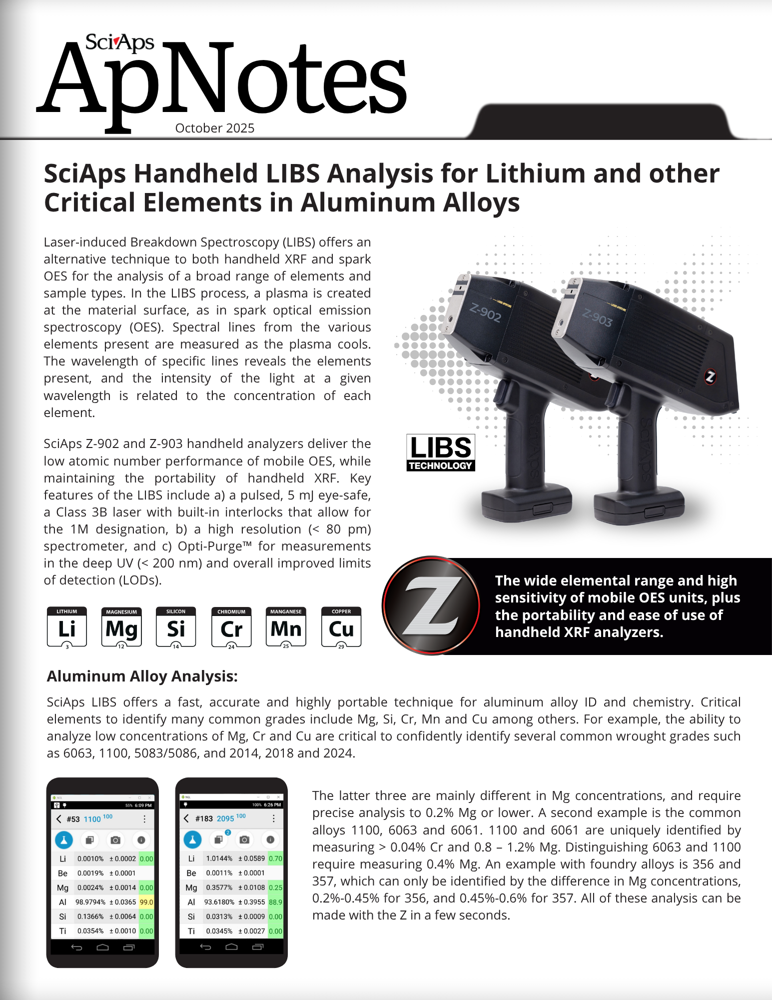 SciAps
ApNotes
October 2025
SciAps Handheld LIBS Analysis for Lithium and other
Critical Elements in Aluminum Alloys
Laser-induced Breakdown Spectroscopy (LIBS) offers an
alternative technique to both handheld XRF and spark
OES for the analysis of a broad range of elements and
sample types. In the LIBS process, a plasma is created
at the material surface, as in spark optical emission
spectroscopy (OES). Spectral lines from the various
elements present are measured as the plasma cools.
The wavelength of specific lines reveals the elements
present, and the intensity of the light at a given
wavelength is related to the concentration of each
element.
SciAps Z-902 and Z-903 handheld analyzers deliver the
low atomic number performance of mobile OES, while
maintaining the portability of handheld XRF. Key
features of the LIBS include a) a pulsed, 5 mJ eye-safe,
a Class 3B laser with built-in interlocks that allow for
the 1M designation, b) a high resolution (< 80 pm)
spectrometer, and c) Opti-Purge™ for measurements
in the deep UV (< 200 nm) and overall improved limits
of detection (LODs).
LASER APERTURE
Z-902
LASER APERTURE
Z-903
Z
SciAps
SciAps
LIBS
TECHNOLOGY
LITHIUM
Li
3
MAGNESIUM
Mg
12
SILICON
Si
14
CHROMIUM
Cr
24
MANGANESE
Mn
25
COPPER
Cu
29
Z
The wide elemental range and high
sensitivity of mobile OES units, plus
the portability and ease of use of
handheld XRF analyzers.
Aluminum Alloy Analysis:
SciAps LIBS offers a fast, accurate and highly portable technique for aluminum alloy ID and chemistry. Critical
elements to identify many common grades include Mg, Si, Cr, Mn and Cu among others. For example, the ability to
analyze low concentrations of Mg, Cr and Cu are critical to confidently identify several common wrought grades such
as 6063, 1100, 5083/5086, and 2014, 2018 and 2024.
NGL
55% 6:09 PM
#53 1100 100
Li 0.0010% ± 0.0002 0.00
Be 0.0019% ± 0.0001
Mg 0.0024% ± 0.0014 0.00
Al 98.9794% ± 0.0365 99.0
Si 0.1366% ± 0.0064 0.00
Ti 0.0354% ± 0.0010 0.00
NGL
100% 6:26 PM
#183 2095 100
2
Li 1.0144% ± 0.0589 0.70
Be 0.0011% ± 0.0001
Mg 0.3577% ± 0.0108 0.25
Al 93.6180% ± 0.3955 88.9
Si 0.0313% ± 0.0009 0.00
Ti 0.0345% ± 0.0027 0.00
The latter three are mainly different in Mg concentrations, and require
precise analysis to 0.2% Mg or lower. A second example is the common
alloys 1100, 6063 and 6061. 1100 and 6061 are uniquely identified by
measuring > 0.04% Cr and 0.8 – 1.2% Mg. Distinguishing 6063 and 1100
require measuring 0.4% Mg. An example with foundry alloys is 356 and
357, which can only be identified by the difference in Mg concentrations,
0.2%-0.45% for 356, and 0.45%-0.6% for 357. All of these analysis can be
made with the Z in a few seconds.